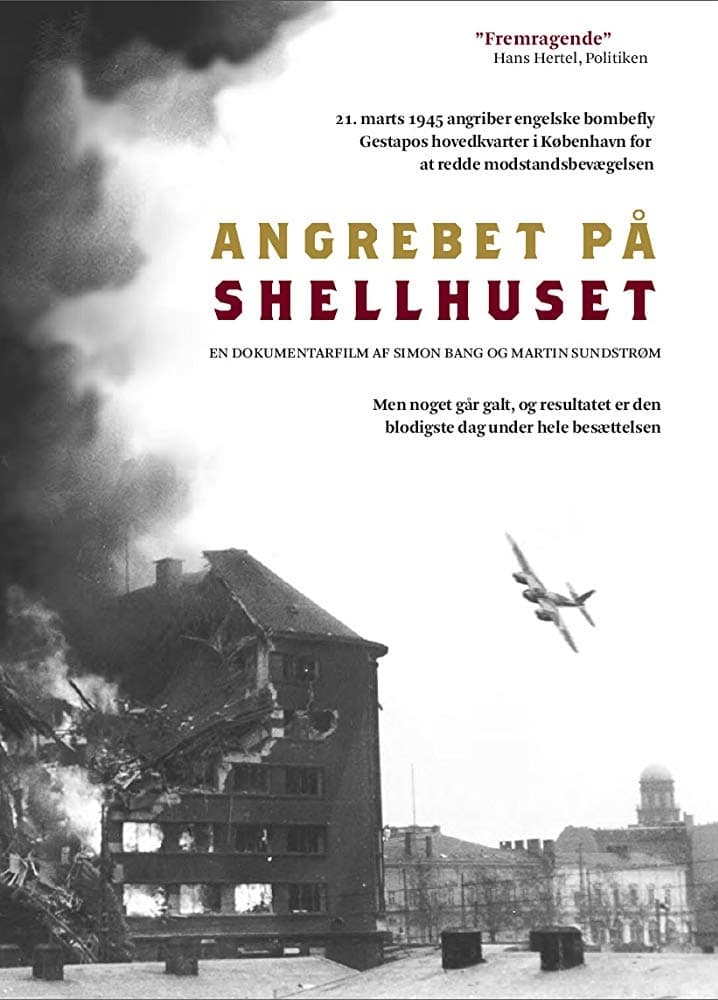 ”Fremragende”
Hans Hertel, Politiken
21. marts 1945 angriber engelske bombefly
Gestapos hovedkvarter i København for
at redde modstandsbevægelsen
ANGREBET PÅ
SHELLHUSET
EN DOKUMENTARFILM AF SIMON BANG OG MARTIN SUNDSTRØM
Men noget går galt, og resultatet er den
blodigste dag under hele besættelsen